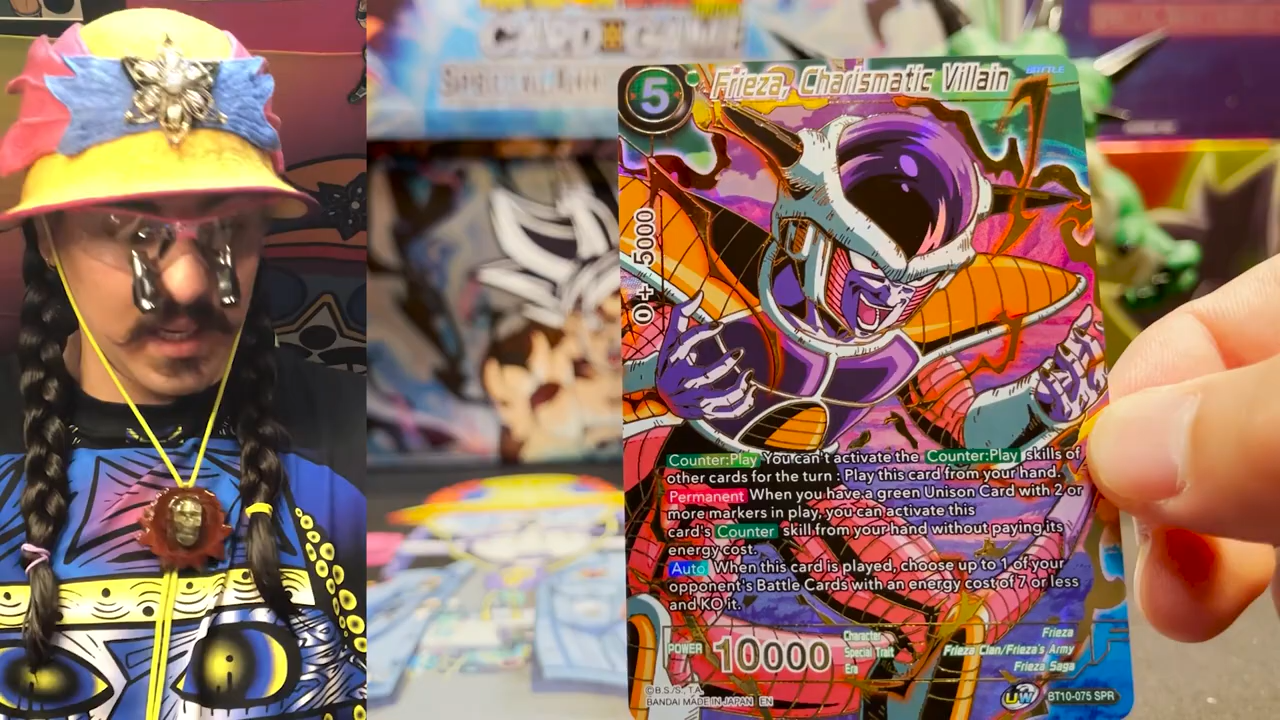 CARD GAME
5
Frieza, Charismatic Villain
BATTLE
0+ 5000
Counter:Play You can't activate the Counter:Play skills of
other cards for the turn : Play this card from your hand.
Permanent When you have a green Unison Card with 2 or
more markers in play, you can activate this
card's Counter skill from your hand without paying its
energy cost.
Auto When this card is played, choose up to 1 of your
opponent's Battle Cards with an energy cost of 7 or less
and KO it.
POWER 10000
Character Frieza
Special Trait Frieza Clan/Frieza's Army
Era Frieza Saga
©B.S./S., T.A.
BANDAI MADE IN JAPAN EN
UW BT10-075 SPR